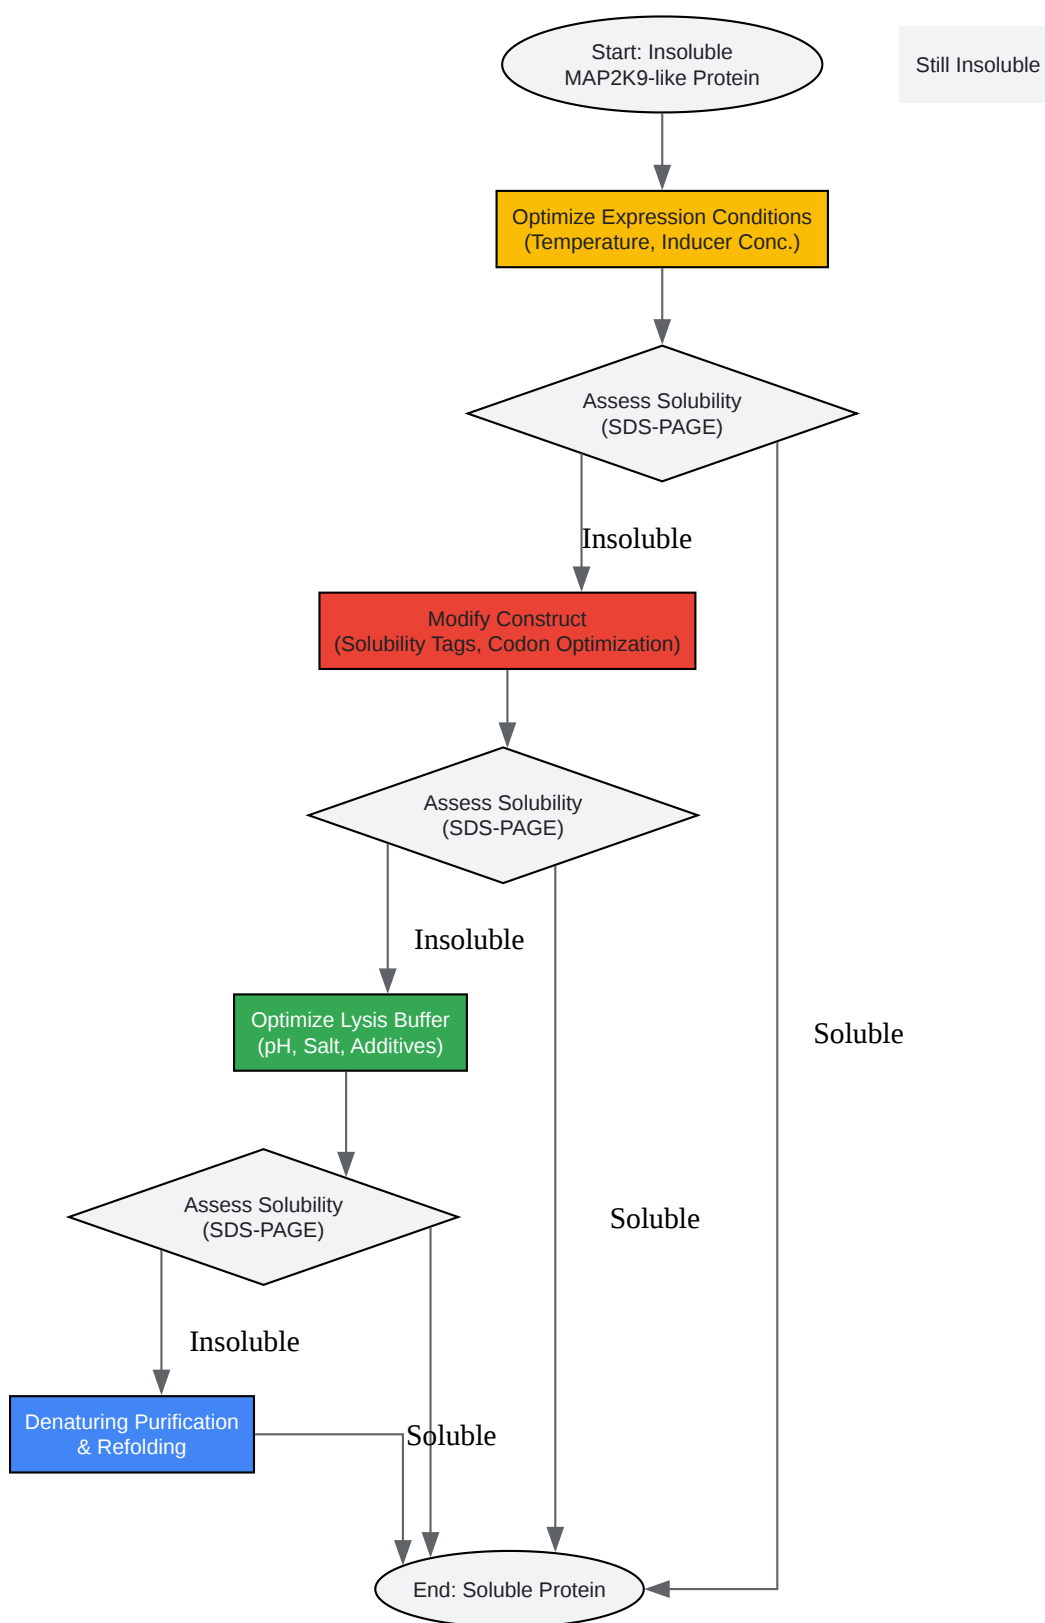 Start: Insoluble
MAP2K9-like Protein
Still Insoluble
Optimize Expression Conditions
(Temperature, Inducer Conc.)
Assess Solubility
(SDS-PAGE)
Insoluble
Modify Construct
(Solubility Tags, Codon Optimization)
Assess Solubility
(SDS-PAGE)
Insoluble
Optimize Lysis Buffer
(pH, Salt, Additives)
Soluble
Assess Solubility
(SDS-PAGE)
Soluble
Insoluble
Denaturing Purification
& Refolding
Soluble
End: Soluble Protein